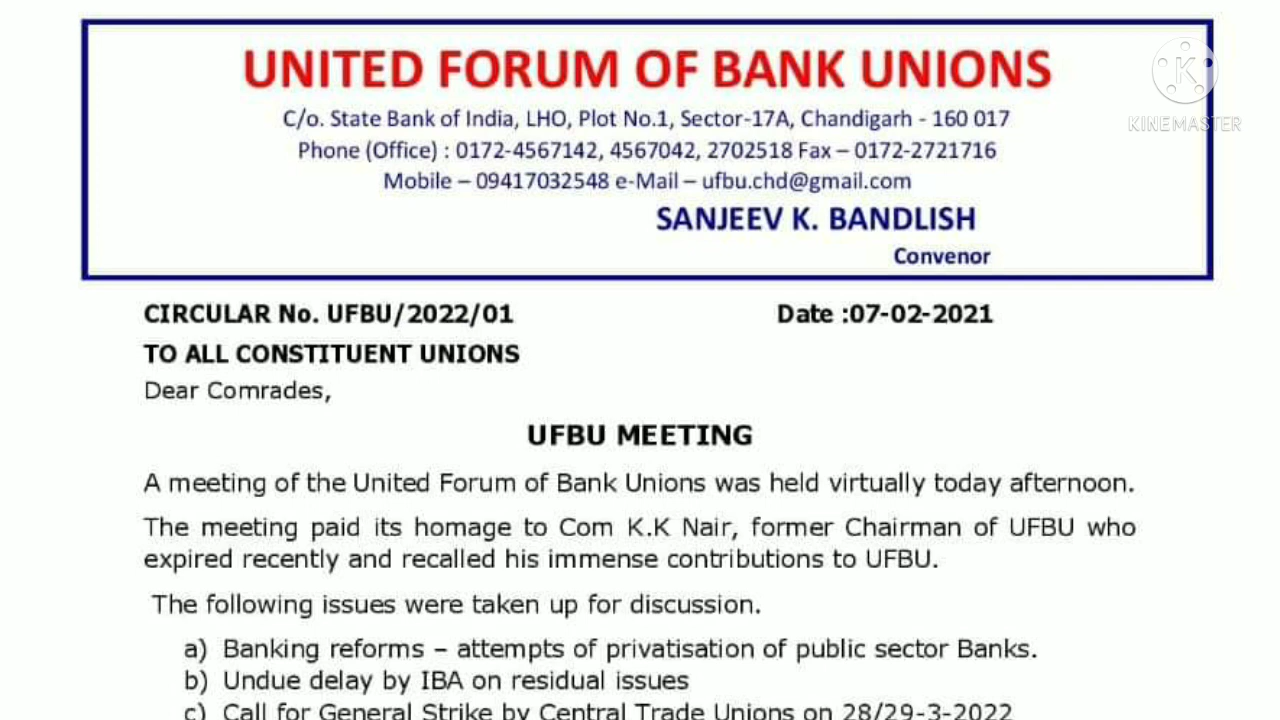 UNITED FORUM OF BANK UNIONS
C/o. State Bank of India, LHO, Plot No.1, Sector-17A, Chandigarh - 160 017
Phone (Office) : 0172-4567142, 4567042, 2702518 Fax – 0172-2721716
Mobile – 09417032548 e-Mail – ufbu.chd@gmail.com
SANJEEV K. BANDLISH
Convenor
K
KINEMASTER
CIRCULAR No. UFBU/2022/01 Date :07-02-2021
TO ALL CONSTITUENT UNIONS
Dear Comrades,
UFBU MEETING
A meeting of the United Forum of Bank Unions was held virtually today afternoon.
The meeting paid its homage to Com K.K Nair, former Chairman of UFBU who
expired recently and recalled his immense contributions to UFBU.
The following issues were taken up for discussion.
a) Banking reforms – attempts of privatisation of public sector Banks.
b) Undue delay by IBA on residual issues
c) Call for General Strike by Central Trade Unions on 28/29-3-2022